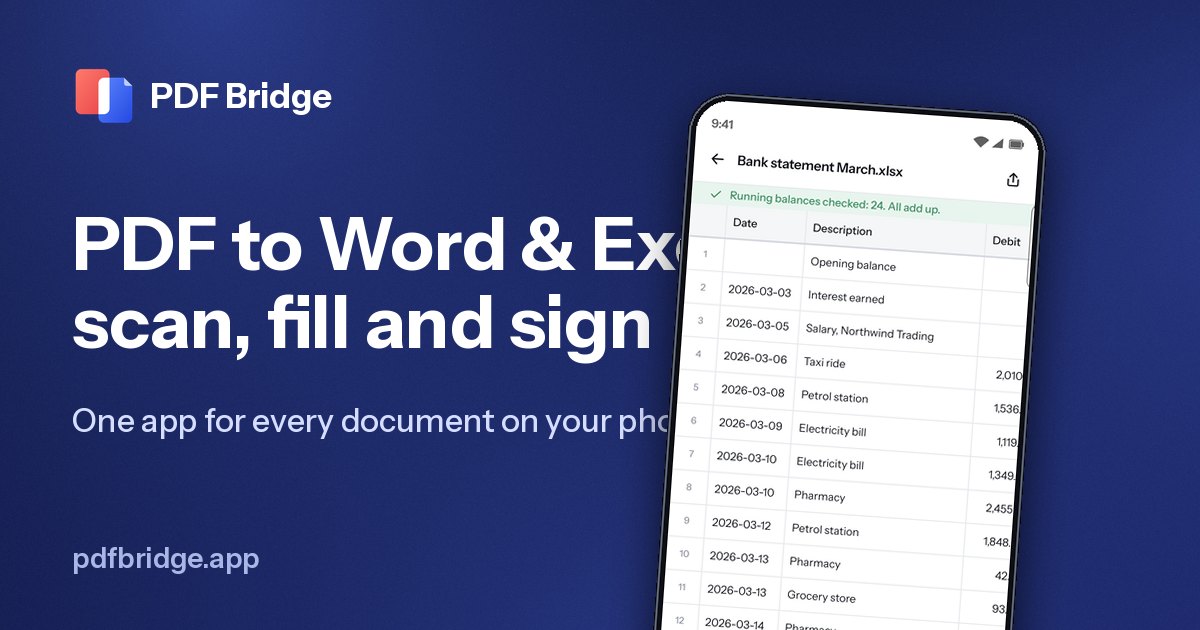 PDF Bridge
PDF to Word & Exc
scan, fill and sign
One app for every document on your pho
pdfbridge.app
9:41
Bank statement March.xlsx
Running balances checked: 24. All add up.
Date Description Debit
1 Opening balance
2 2026-03-03 Interest earned
3 2026-03-05 Salary, Northwind Trading
4 2026-03-06 Taxi ride 2,010
5 2026-03-08 Petrol station 1,536.
6 2026-03-09 Electricity bill 1,119.
7 2026-03-10 Electricity bill 1,349.
8 2026-03-10 Pharmacy 2,455
9 2026-03-12 Petrol station 1,848.
10 2026-03-13 Pharmacy 42.
11 2026-03-13 Grocery store 93.
12 2026-03-14 Pharmacy